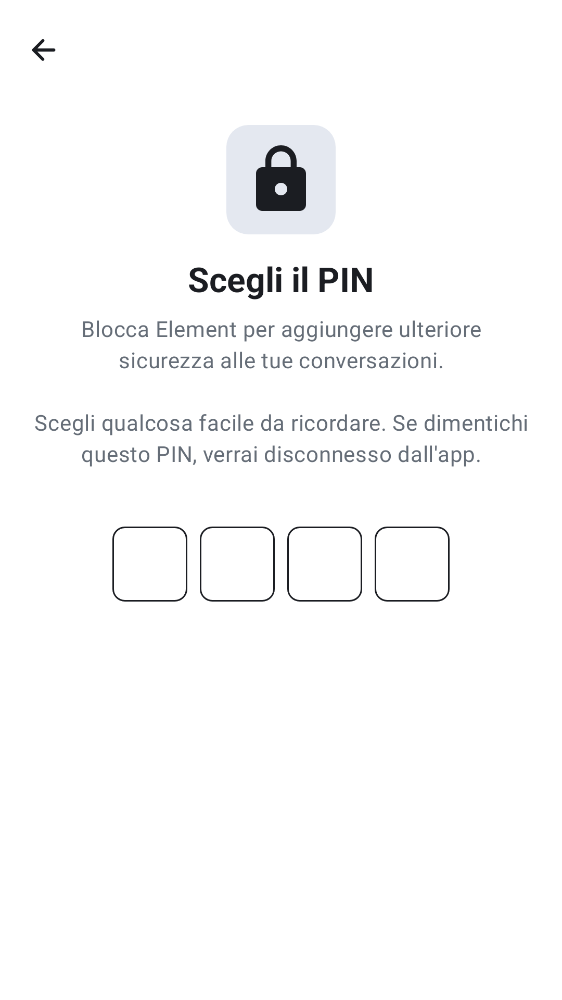 Scegli il PIN
Blocca Element per aggiungere ulteriore
sicurezza alle tue conversazioni.
Scegli qualcosa facile da ricordare. Se dimentichi
questo PIN, verrai disconnesso dall'app.